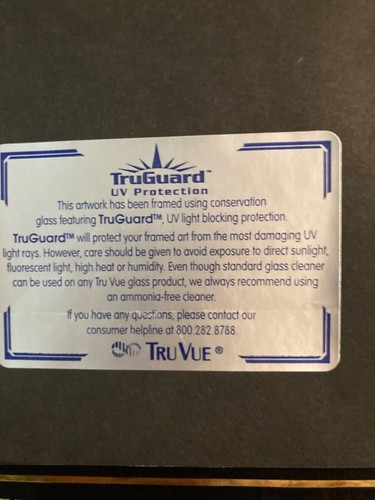 TruGuard™
UV Protection
This artwork has been framed using conservation
glass featuring TruGuard™, UV light blocking protection.
TruGuard™ will protect your framed art from the most damaging UV
light rays. However, care should be given to avoid exposure to direct sunlight,
fluorescent light, high heat or humidity. Even though standard glass cleaner
can be used on any Tru Vue glass product, we always recommend using
an ammonia-free cleaner.
If you have any questions, please contact our
consumer helpline at 800.282.8788.
TRU VUE ®